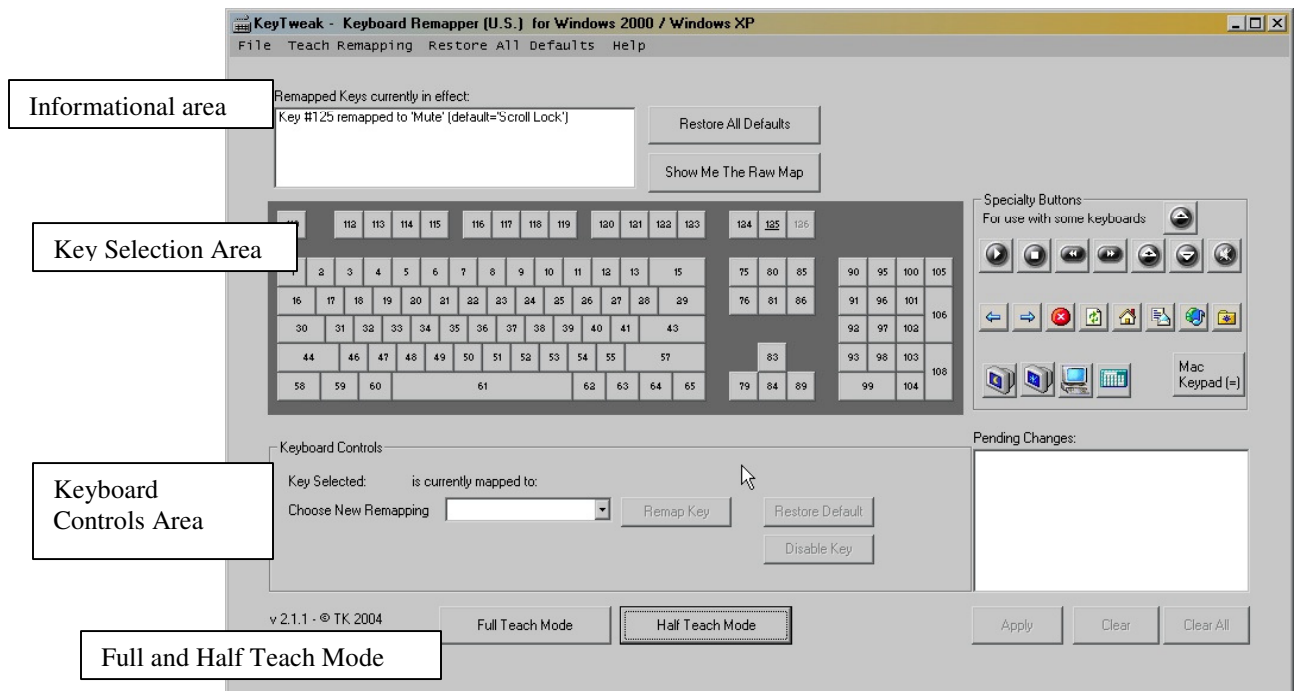 KeyTweak - Keyboard Remapper (U.S.) for Windows 2000 / Windows XP
File Teach Remapping Restore All Defaults Help
Informational area
Remapped Keys currently in effect:
Key #125 remapped to 'Mute' (default='Scroll Lock')
Restore All Defaults
Show Me The Raw Map
Key Selection Area
112 113 114 115 116 117 118 119 120 121 122 123 124 125 126
1 2 3 4 5 6 7 8 9 10 11 12 13 15 75 80 85 90 95 100 105
16 17 18 19 20 21 22 23 24 25 26 27 28 29 76 81 86 91 96 101
106
30 31 32 33 34 35 36 37 38 39 40 41 43 92 97 102
44 46 47 48 49 50 51 52 53 54 55 57 83 93 98 103
108
58 59 60 61 62 63 64 65 79 84 89 99 104
Specialty Buttons
For use with some keyboards
Mac
Keypad (=)
Keyboard
Controls Area
Keyboard Controls
Key Selected: is currently mapped to:
Choose New Remapping
Remap Key
Restore Default
Disable Key
Pending Changes:
v 2.1.1 - © TK 2004
Full Teach Mode
Half Teach Mode
Apply
Clear
Clear All
Full and Half Teach Mode